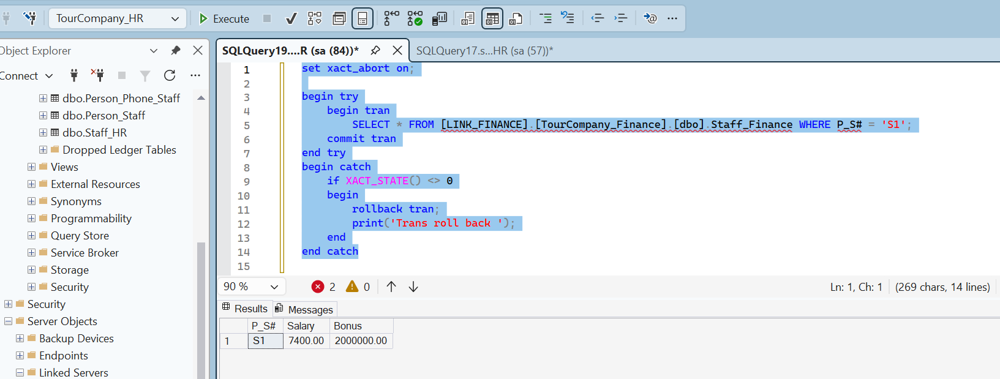 TourCompany_HR
Execute
Object Explorer
Connect
dbo.Person_Phone_Staff
dbo.Person_Staff
dbo.Staff_HR
Dropped Ledger Tables
Views
External Resources
Synonyms
Programmability
Query Store
Service Broker
Storage
Security
Security
Server Objects
Backup Devices
Endpoints
Linked Servers
SQLQuery19....R (sa (84))*
SQLQuery17.s...HR (sa (57))*
1 set xact_abort on;
2
3 begin try
4 begin tran
5 SELECT * FROM [LINK_FINANCE].[TourCompany_Finance].[dbo].Staff_Finance WHERE P_S# = 'S1';
6 commit tran
7 end try
8 begin catch
9 if XACT_STATE() <> 0
10 begin
11 rollback tran;
12 print('Trans roll back ');
13 end
14 end catch
15
90 % 2 0 Ln: 1, Ch: 1 (269 chars, 14 lines)
Results Messages
P_S# Salary Bonus
1 S1 7400.00 2000000.00